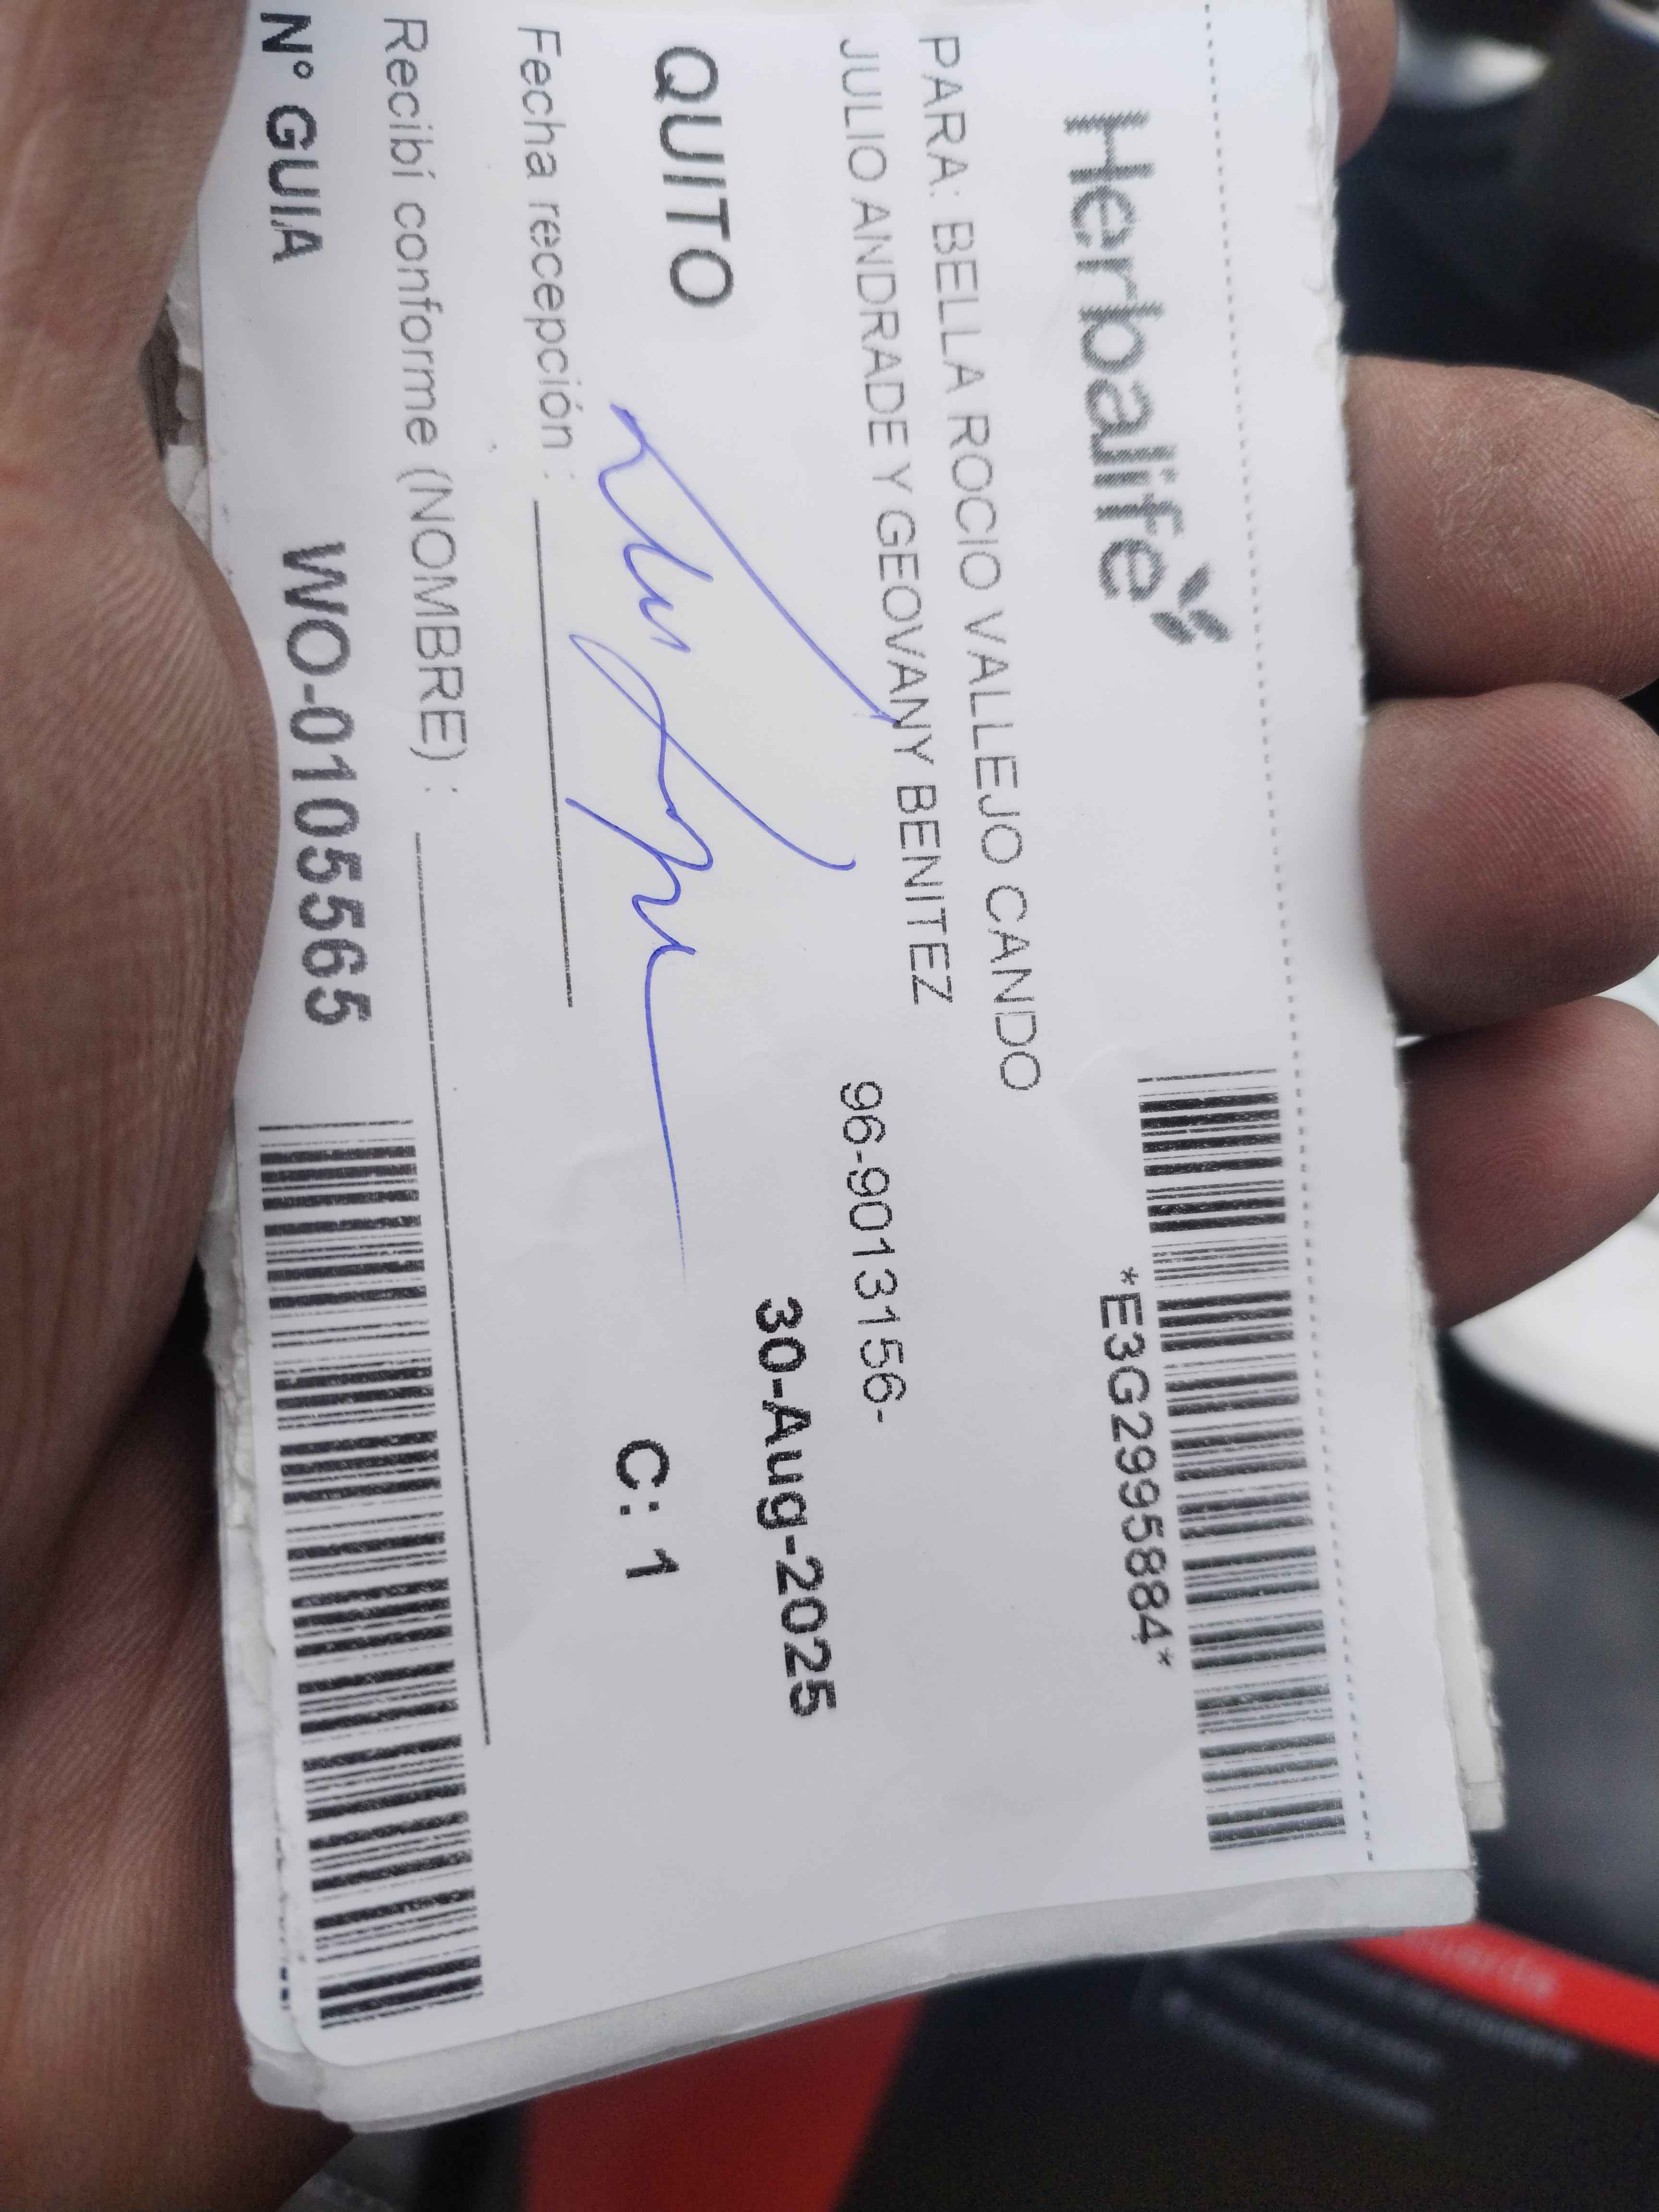 Herbalife
*E3G2995884*
PARA: BELLA ROCIO VALLEJO CANDO
JULIO ANDRADE Y GEOVANY BENITEZ
96-9013156-
30-Aug-2025
QUITO
C: 1
Fecha recepción :
Recibí conforme (NOMBRE) :
N° GUIA WO-0105565